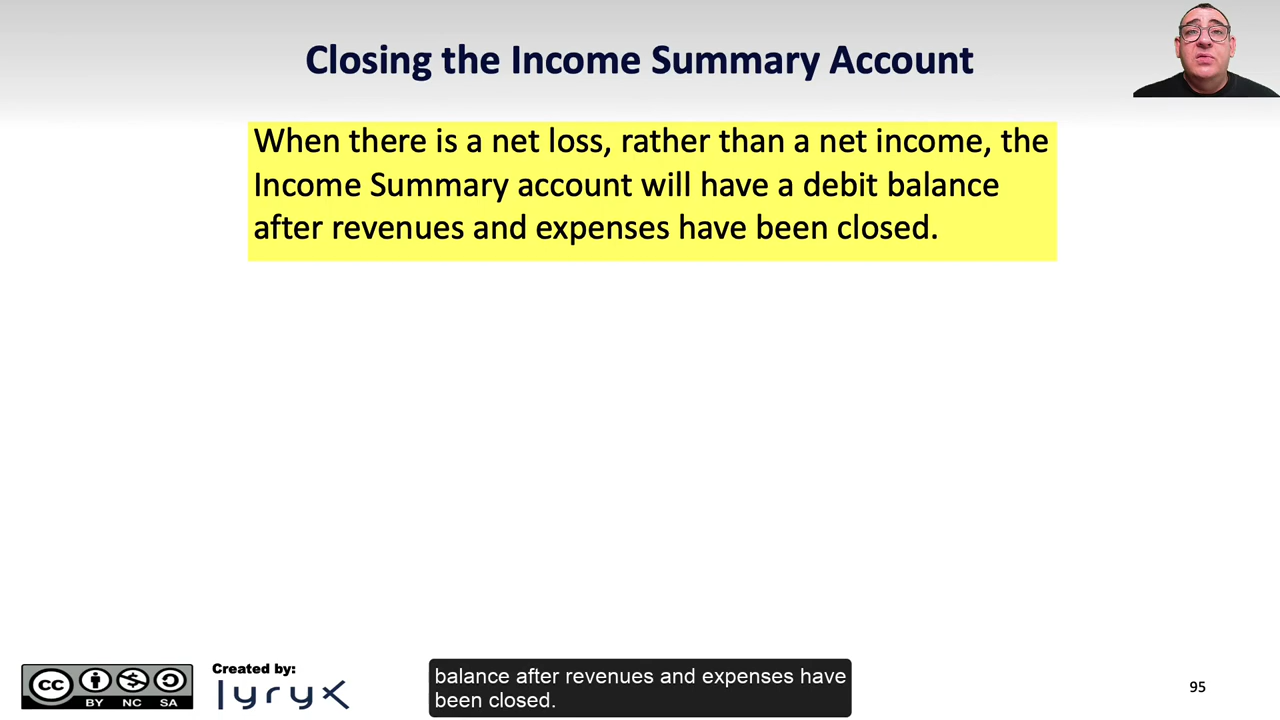 Closing the Income Summary Account
When there is a net loss, rather than a net income, the
Income Summary account will have a debit balance
after revenues and expenses have been closed.
cc
BY NC SA
Created by:
lyryx
balance after revenues and expenses have
been closed.
95